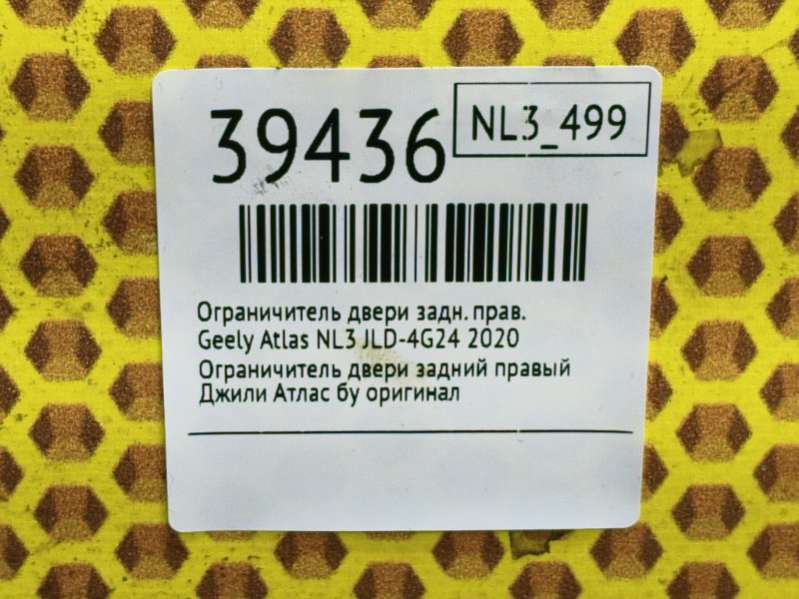 39436
NL3_499
Ограничитель двери задн. прав.
Geely Atlas NL3 JLD-4G24 2020
Ограничитель двери задний правый
Джили Атлас бу оригинал